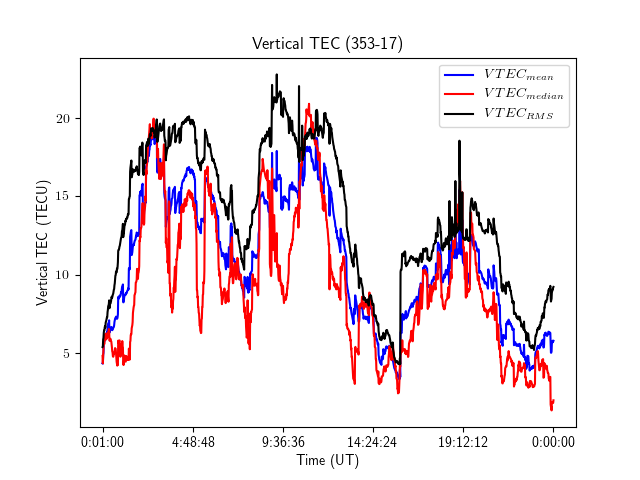 Vertical TEC (353-17)
VTEC_mean
VTEC_median
VTEC_RMS
Vertical TEC (TECU)
20
15
10
5
0:01:00 4:48:48 9:36:36 14:24:24 19:12:12 0:00:00
Time (UT)